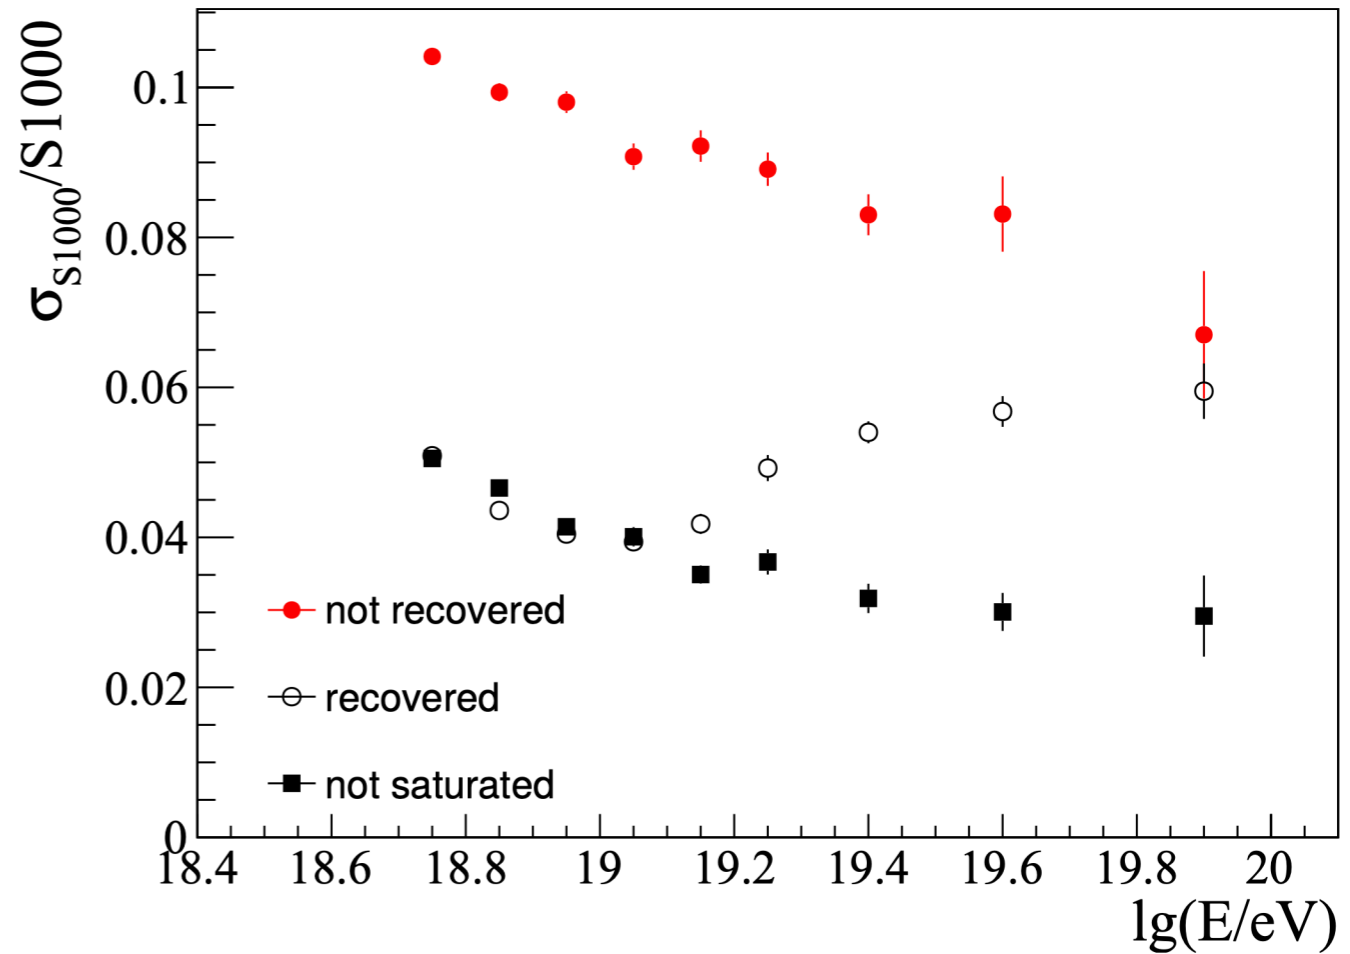 σS1000/S1000
0.1
0.08
0.06
0.04
0.02
0
not recovered
recovered
not saturated
18.4 18.6 18.8 19 19.2 19.4 19.6 19.8 20
lg(E/eV)